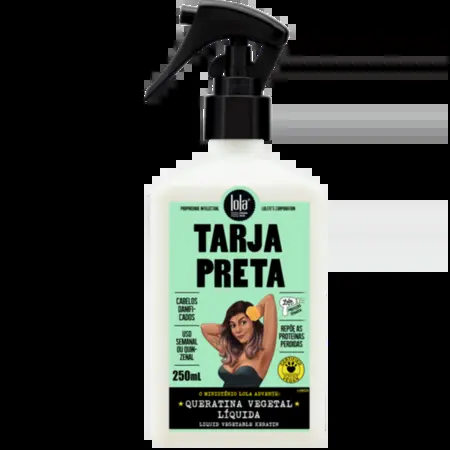 lola
PROPRIEDADE INTELLECTUAL
LOLITA'S CORPORATION
TARJA
PRETA
CABELOS
DANIFI-
CADOS
USO
SEMANAL
OU QUIN-
ZENAL
250mL
REPÕE AS
PROTEÍNAS
PERDIDAS
O MINISTÉRIO LOLA ADVERTE:
QUERATINA VEGETAL
LÍQUIDA
LIQUID VEGETABLE KERATIN